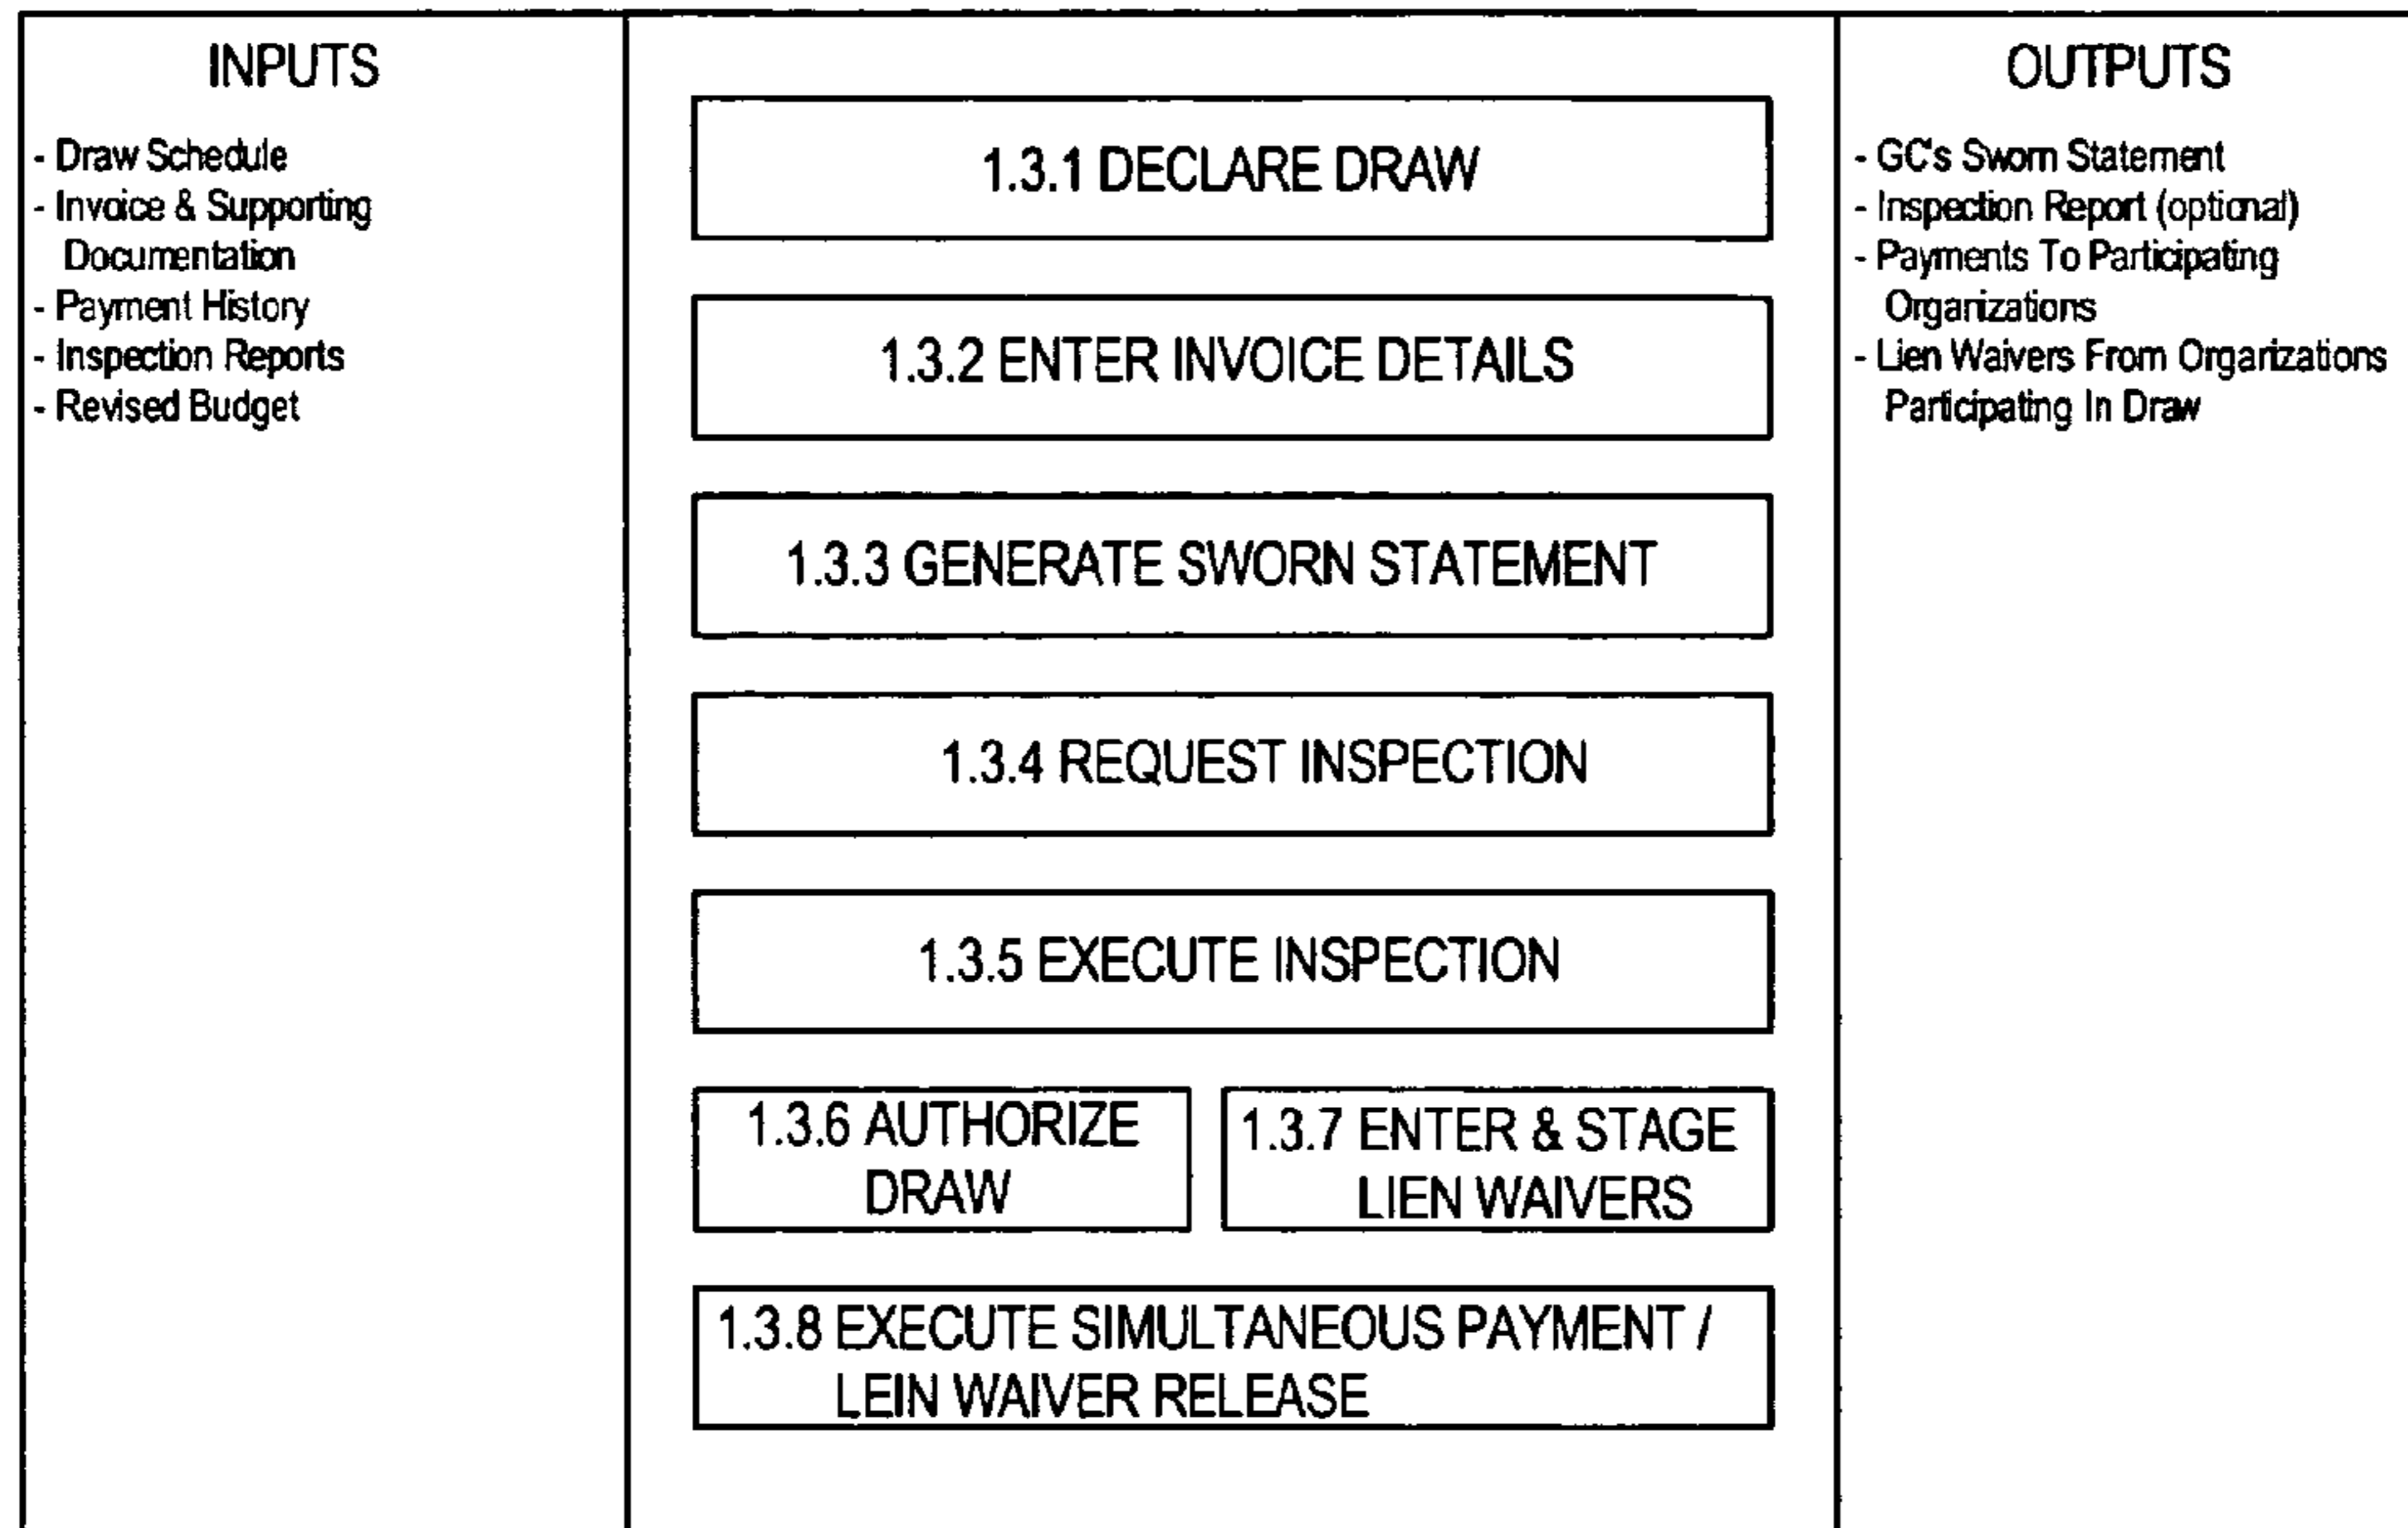 INPUTS
- Draw Schedule
- Invoice & Supporting
Documentation
- Payment History
- Inspection Reports
- Revised Budget
1.3.1 DECLARE DRAW
1.3.2 ENTER INVOICE DETAILS
1.3.3 GENERATE SWORN STATEMENT
1.3.4 REQUEST INSPECTION
1.3.5 EXECUTE INSPECTION
1.3.6 AUTHORIZE
DRAW
1.3.7 ENTER & STAGE
LIEN WAIVERS
1.3.8 EXECUTE SIMULTANEOUS PAYMENT /
LEIN WAIVER RELEASE
OUTPUTS
- GC's Sworn Statement
- Inspection Report (optional)
- Payments To Participating
Organizations
- Lien Waivers From Organizations
Participating In Draw